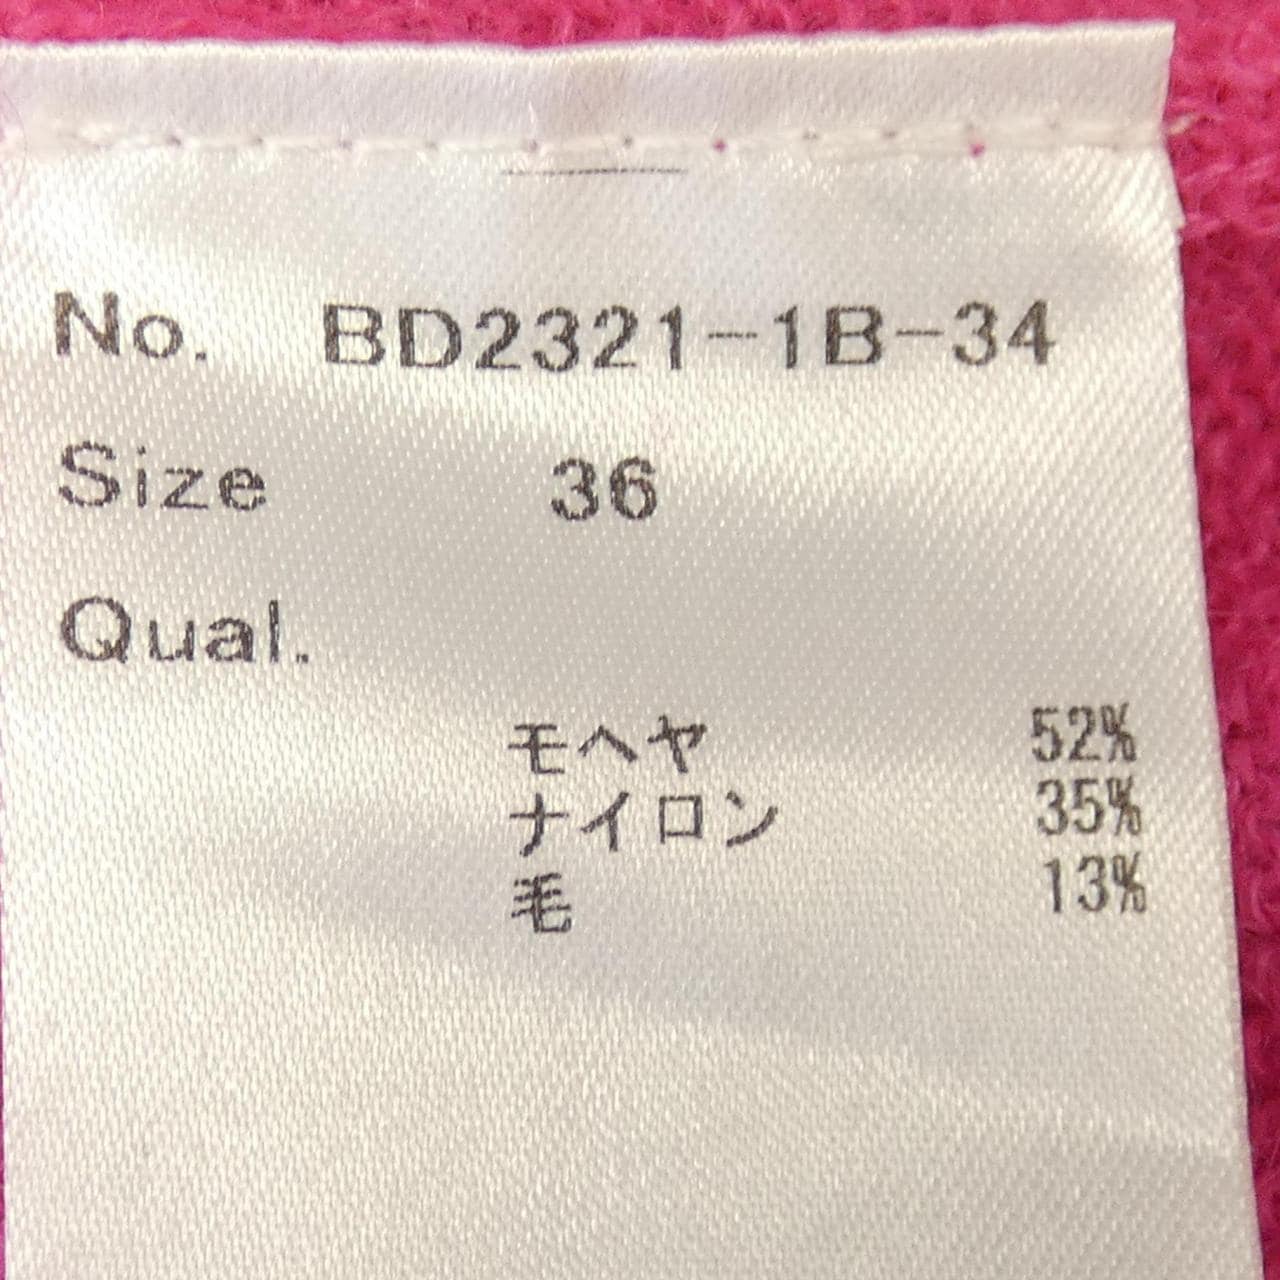 No. BD2321-1B-34
Size 36
Qual.
モヘヤ 52%
ナイロン 35%
毛 13%